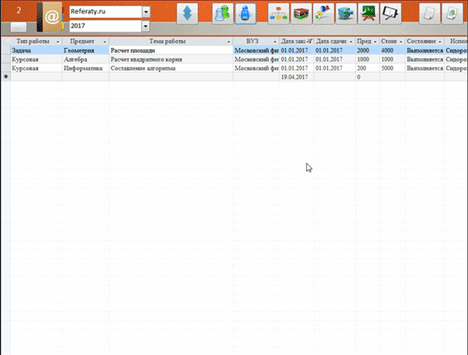 2 @ Referaty.ru
2017
Тип работы Предмет Тема работы ВУЗ Дата зака Дата сдачи Пред Стои Состояние Испол
Задача Геометрия Расчет площади Московский фи 01.01.2017 01.01.2017 2000 4000 Выполняется Сидоро
Курсовая Алгебра Расчет квадратного корня Московский фи 01.01.2017 01.01.2017 1000 1000 Выполняется Сидоро
Курсовая Информатика Составление алгоритма Московский фи 01.01.2017 01.01.2017 200 5000 Выполняется Сидоро
19.04.2017 0